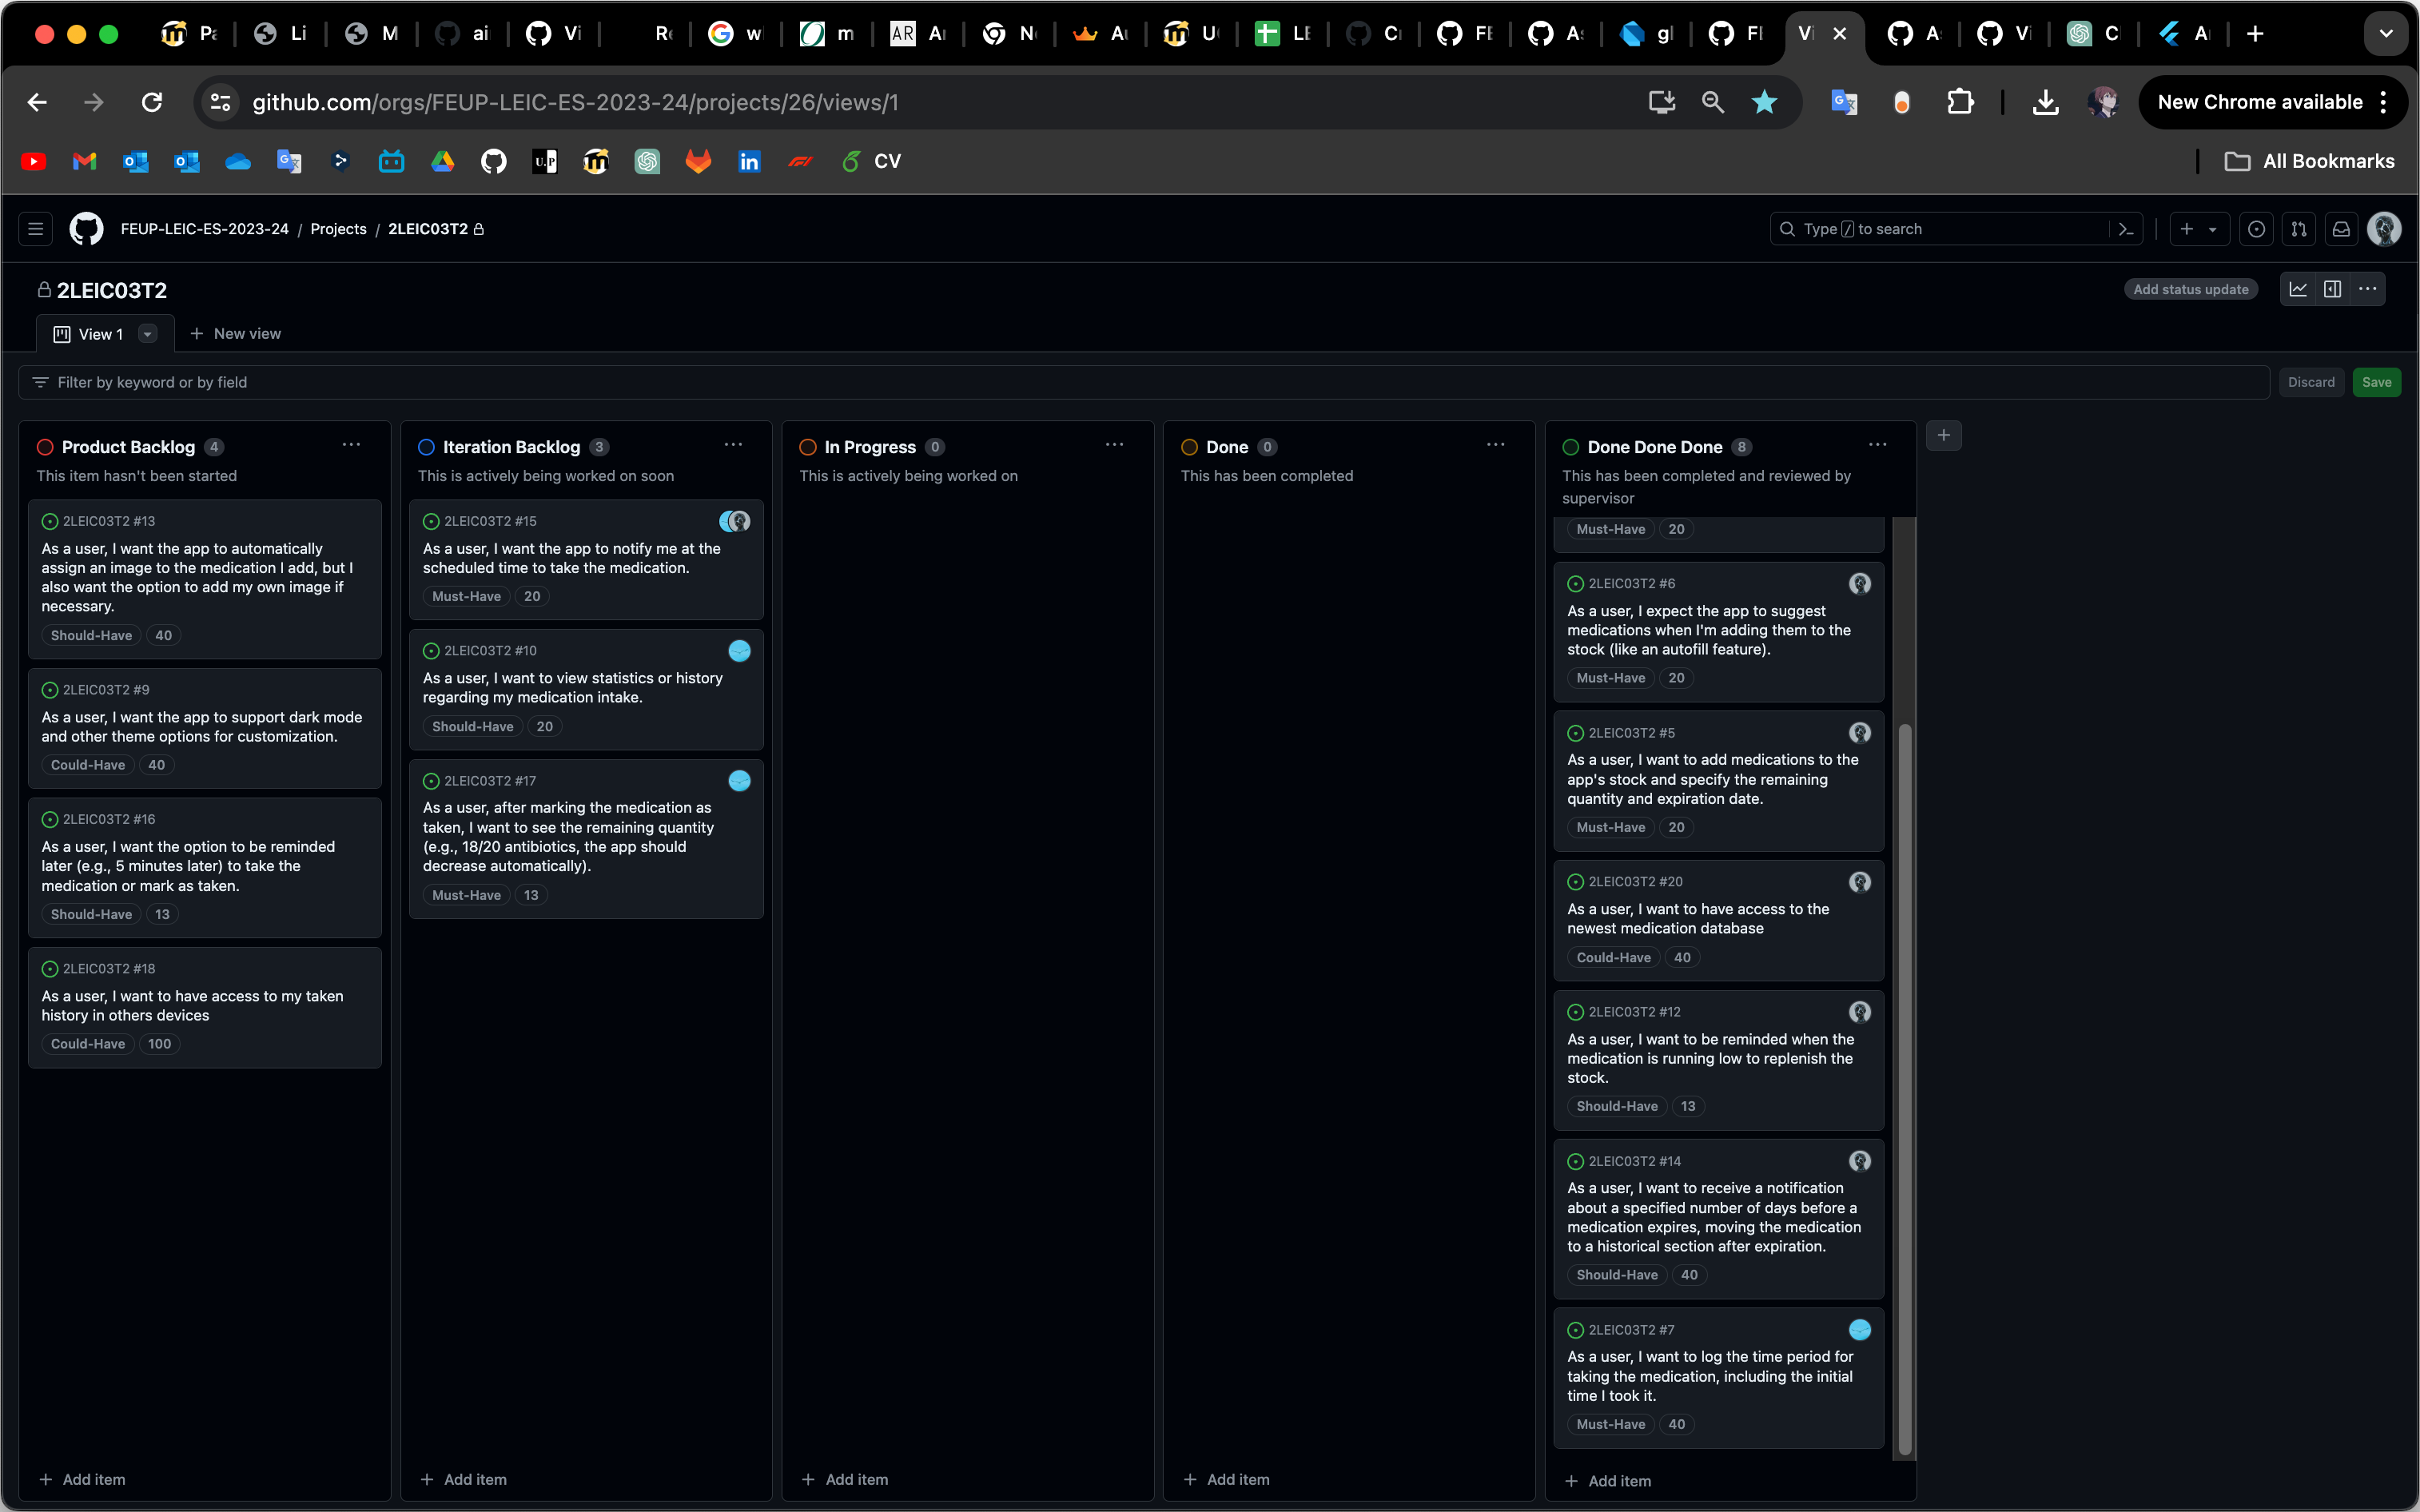 Pa
Li
M
ai
Vi
Re
G w
m
AR Ar
N
Au
U
LE
Cr
FE
As
gl
Fl
Vi
A
Vi
C
A
github.com/orgs/FEUP-LEIC-ES-2023-24/projects/26/views/1
New Chrome available
U.P
in
CV
All Bookmarks
FEUP-LEIC-ES-2023-24 / Projects / 2LEIC03T2
Type / to search
2LEIC03T2
Add status update
View 1
New view
Filter by keyword or by field
Discard
Save
Product Backlog 4
This item hasn't been started
2LEIC03T2 #13
As a user, I want the app to automatically
assign an image to the medication I add, but I
also want the option to add my own image if
necessary.
Should-Have 40
2LEIC03T2 #9
As a user, I want the app to support dark mode
and other theme options for customization.
Could-Have 40
2LEIC03T2 #16
As a user, I want the option to be reminded
later (e.g., 5 minutes later) to take the
medication or mark as taken.
Should-Have 13
2LEIC03T2 #18
As a user, I want to have access to my taken
history in others devices
Could-Have 100
Add item
Iteration Backlog 3
This is actively being worked on soon
2LEIC03T2 #15
As a user, I want the app to notify me at the
scheduled time to take the medication.
Must-Have 20
2LEIC03T2 #10
As a user, I want to view statistics or history
regarding my medication intake.
Should-Have 20
2LEIC03T2 #17
As a user, after marking the medication as
taken, I want to see the remaining quantity
(e.g., 18/20 antibiotics, the app should
decrease automatically).
Must-Have 13
Add item
In Progress 0
This is actively being worked on
Add item
Done 0
This has been completed
Add item
Done Done Done 8
This has been completed and reviewed by
supervisor
Must-Have 20
2LEIC03T2 #6
As a user, I expect the app to suggest
medications when I'm adding them to the
stock (like an autofill feature).
Must-Have 20
2LEIC03T2 #5
As a user, I want to add medications to the
app's stock and specify the remaining
quantity and expiration date.
Must-Have 20
2LEIC03T2 #20
As a user, I want to have access to the
newest medication database
Could-Have 40
2LEIC03T2 #12
As a user, I want to be reminded when the
medication is running low to replenish the
stock.
Should-Have 13
2LEIC03T2 #14
As a user, I want to receive a notification
about a specified number of days before a
medication expires, moving the medication
to a historical section after expiration.
Should-Have 40
2LEIC03T2 #7
As a user, I want to log the time period for
taking the medication, including the initial
time I took it.
Must-Have 40
Add item